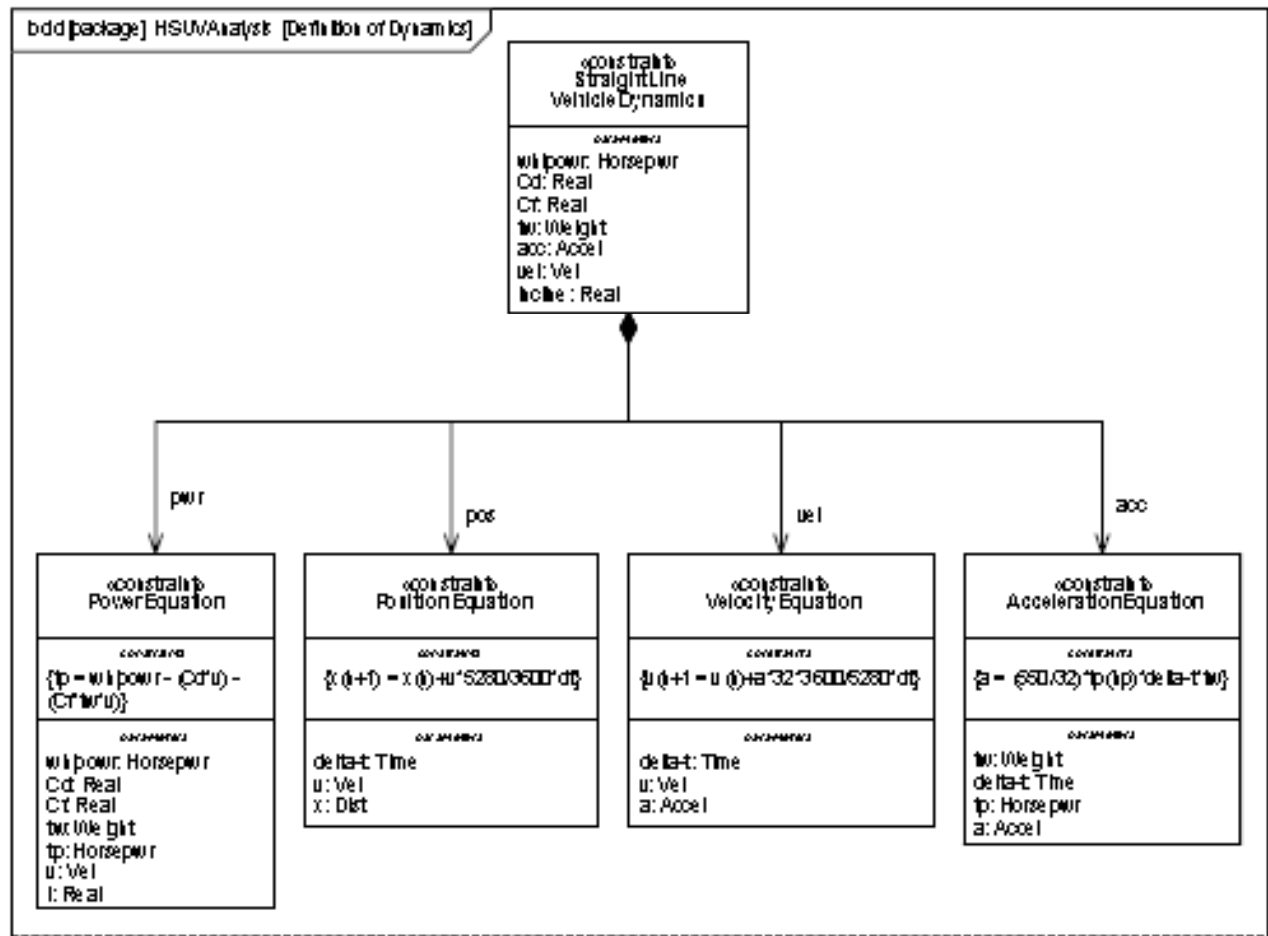 bdd [package] HSUVAnalysis [Definition of Dynamics]
«constraint»
StraightLine
VehicleDynamics
parameters
whlpowr: Horsepwr
Cd: Real
Cf: Real
tw: Weight
acc: Accel
vel: Vel
incline: Real
pwr
pos
vel
acc
«constraint»
PowerEquation
constraints
{tp = whlpowr - (Cd*v) -
(Cf*tw*v)}
parameters
whlpowr: Horsepwr
Cd: Real
Cf: Real
tw: Weight
tp: Horsepwr
v: Vel
i: Real
«constraint»
PositionEquation
constraints
{x(n+1) = x(n)+v*5280/3600*dt}
parameters
delta-t: Time
v: Vel
x: Dist
«constraint»
VelocityEquation
constraints
{v(n+1 = v(n)+a*32*3600/5280*dt}
parameters
delta-t: Time
v: Vel
a: Accel
«constraint»
AccelerationEquation
constraints
{a = (550/32)*tp(hp)*delta-t*tw}
parameters
tw: Weight
delta-t: Time
tp: Horsepwr
a: Accel